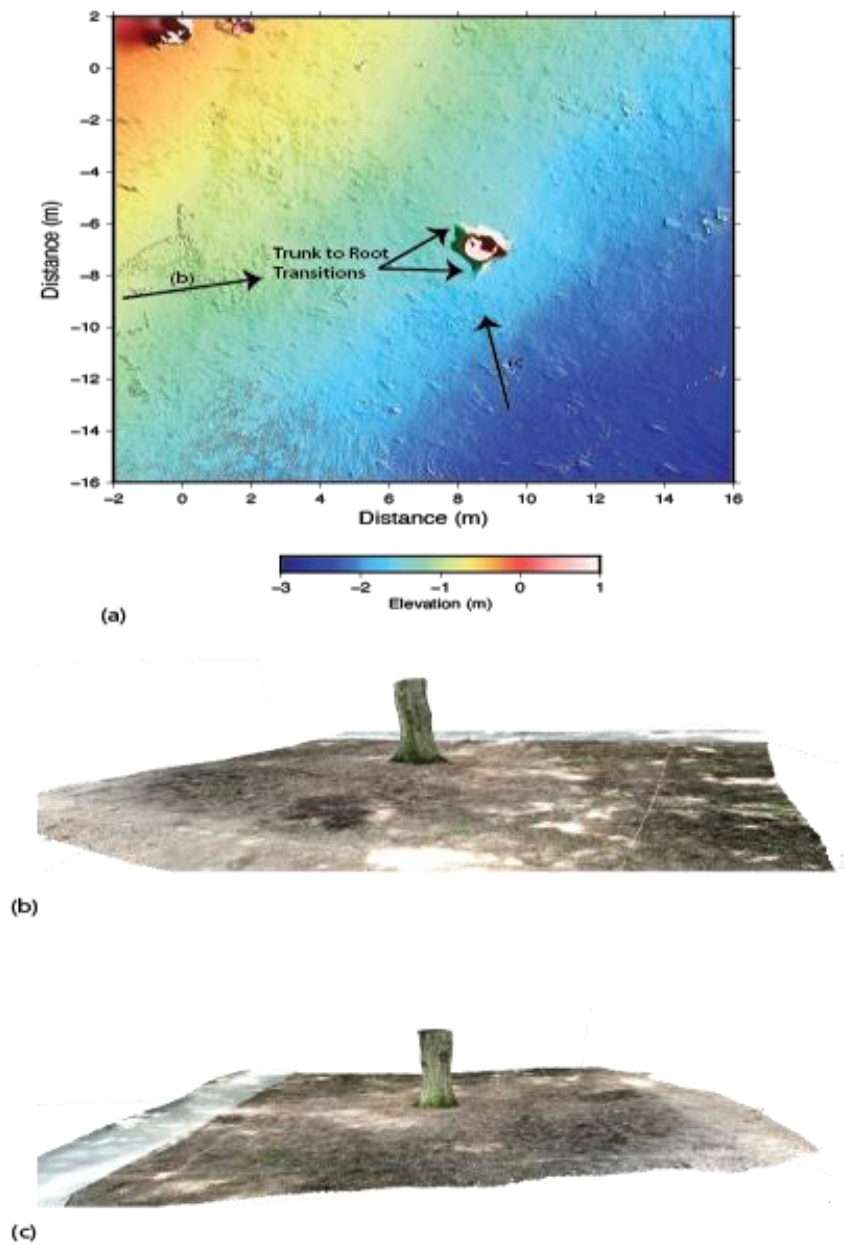 2
0
−2
−4
−6
−8
−10
−12
−14
−16
Distance (m)
Trunk to Root
Transitions
(b)
−2 0 2 4 6 8 10 12 14 16
Distance (m)
−3 −2 −1 0 1
Elevation (m)
(a)
(b)
(c)